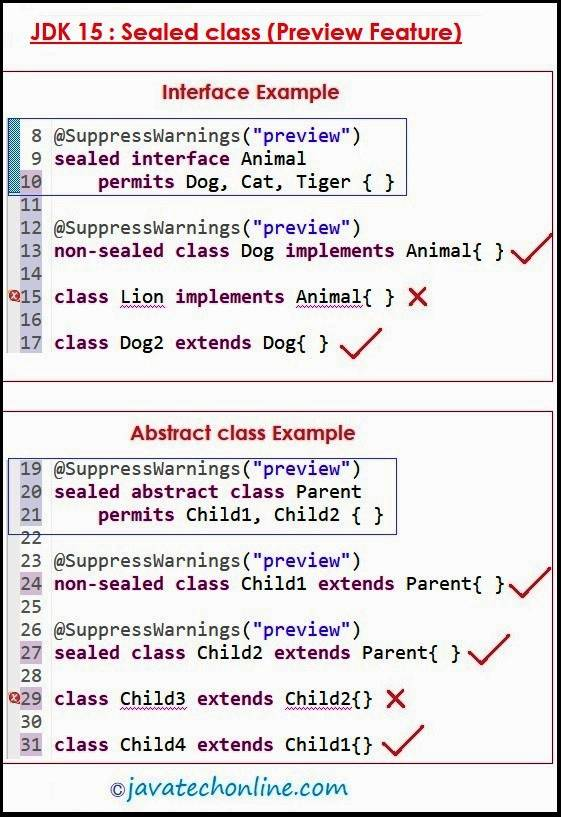 JDK 15 : Sealed class (Preview Feature)
Interface Example
8 @SuppressWarnings("preview")
9 sealed interface Animal
10 permits Dog, Cat, Tiger { }
11
12 @SuppressWarnings("preview")
13 non-sealed class Dog implements Animal{ }
14
15 class Lion implements Animal{ }
16
17 class Dog2 extends Dog{ }
Abstract class Example
19 @SuppressWarnings("preview")
20 sealed abstract class Parent
21 permits Child1, Child2 { }
22
23 @SuppressWarnings("preview")
24 non-sealed class Child1 extends Parent{ }
25
26 @SuppressWarnings("preview")
27 sealed class Child2 extends Parent{ }
28
29 class Child3 extends Child2{}
30
31 class Child4 extends Child1{}
©javatechonline.com